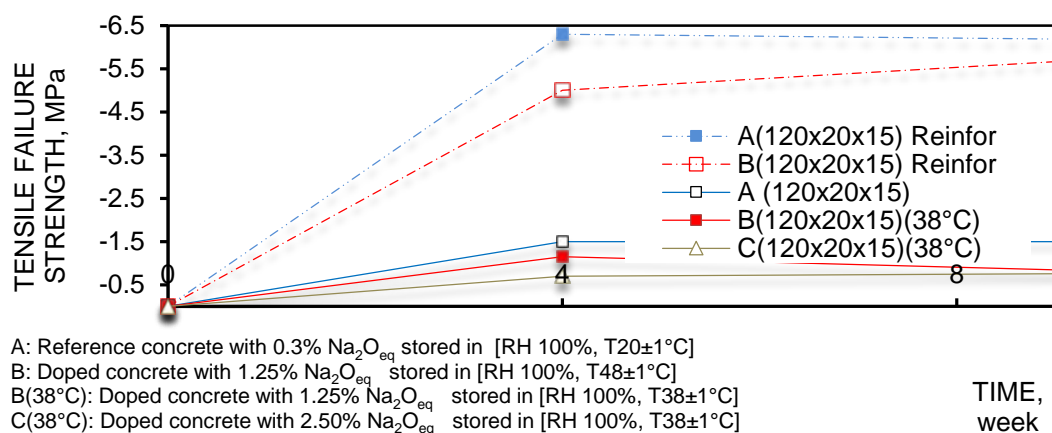 TENSILE FAILURE
STRENGTH, MPa
-6.5
-5.5
-4.5
-3.5
-2.5
-1.5
-0.5
0
4
8
A(120x20x15) Reinfor
B(120x20x15) Reinfor
A (120x20x15)
B(120x20x15)(38°C)
C(120x20x15)(38°C)
A: Reference concrete with 0.3% Na₂Oeq stored in [RH 100%, T20±1°C]
B: Doped concrete with 1.25% Na₂Oeq stored in [RH 100%, T48±1°C]
B(38°C): Doped concrete with 1.25% Na₂Oeq stored in [RH 100%, T38±1°C]
C(38°C): Doped concrete with 2.50% Na₂Oeq stored in [RH 100%, T38±1°C]
TIME,
week